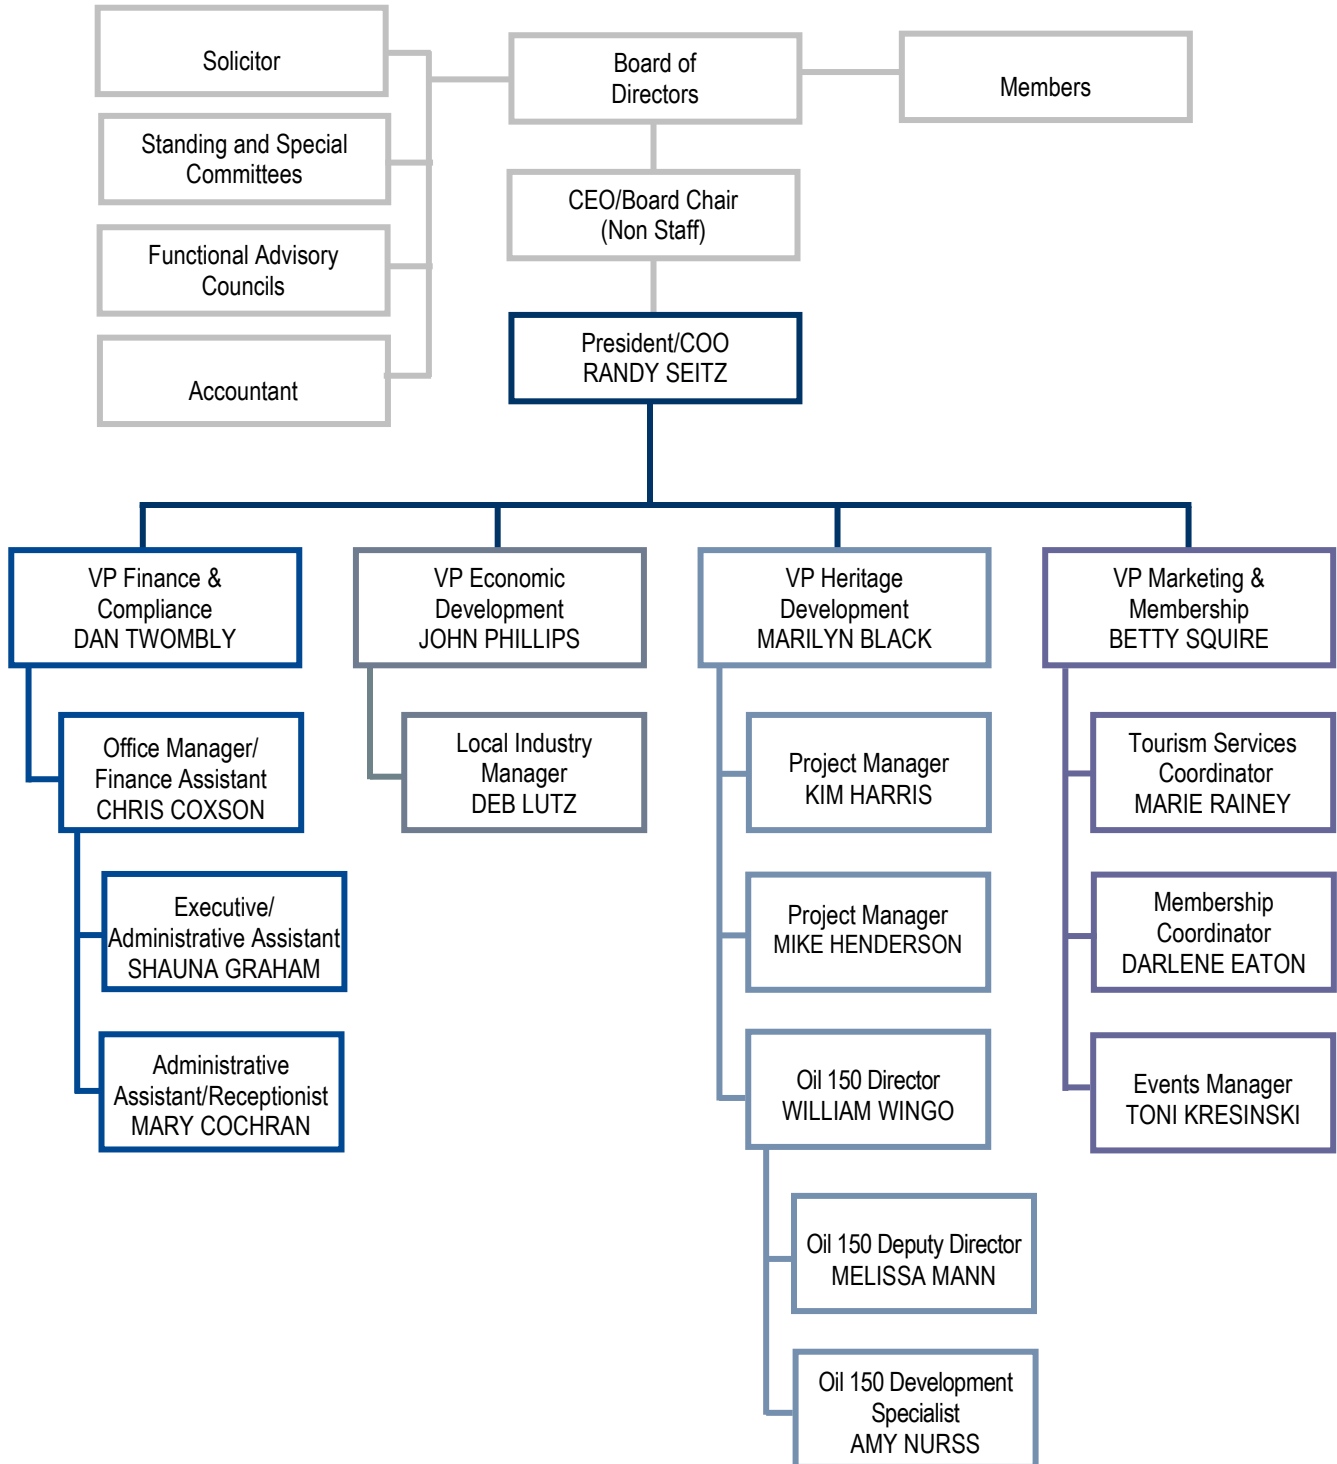 Solicitor
Board of
Directors
Members
Standing and Special
Committees
CEO/Board Chair
(Non Staff)
Functional Advisory
Councils
President/COO
RANDY SEITZ
Accountant
VP Finance &
Compliance
DAN TWOMBLY
VP Economic
Development
JOHN PHILLIPS
VP Heritage
Development
MARILYN BLACK
VP Marketing &
Membership
BETTY SQUIRE
Office Manager/
Finance Assistant
CHRIS COXSON
Local Industry
Manager
DEB LUTZ
Project Manager
KIM HARRIS
Tourism Services
Coordinator
MARIE RAINEY
Executive/
Administrative Assistant
SHAUNA GRAHAM
Project Manager
MIKE HENDERSON
Membership
Coordinator
DARLENE EATON
Administrative
Assistant/Receptionist
MARY COCHRAN
Oil 150 Director
WILLIAM WINGO
Events Manager
TONI KRESINSKI
Oil 150 Deputy Director
MELISSA MANN
Oil 150 Development
Specialist
AMY NURSS